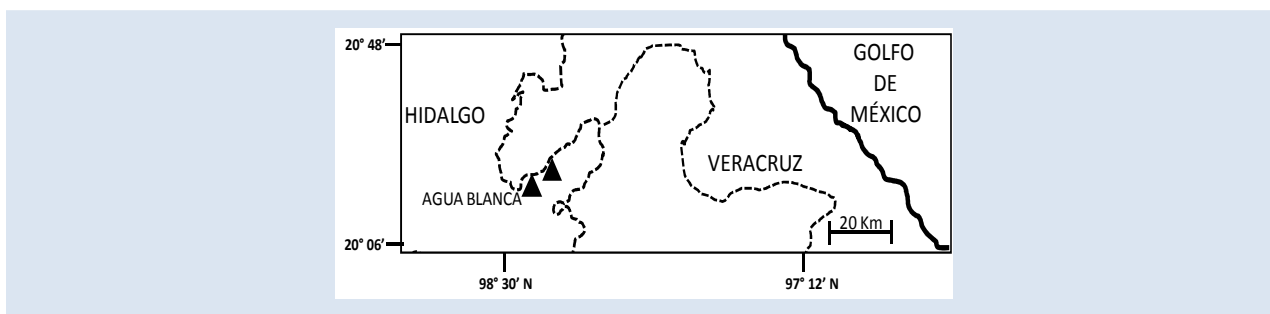 20° 48’
GOLFO
DE
MÉXICO
HIDALGO
VERACRUZ
AGUA BLANCA
20 Km
20° 06’
98° 30’ N
97° 12’ N